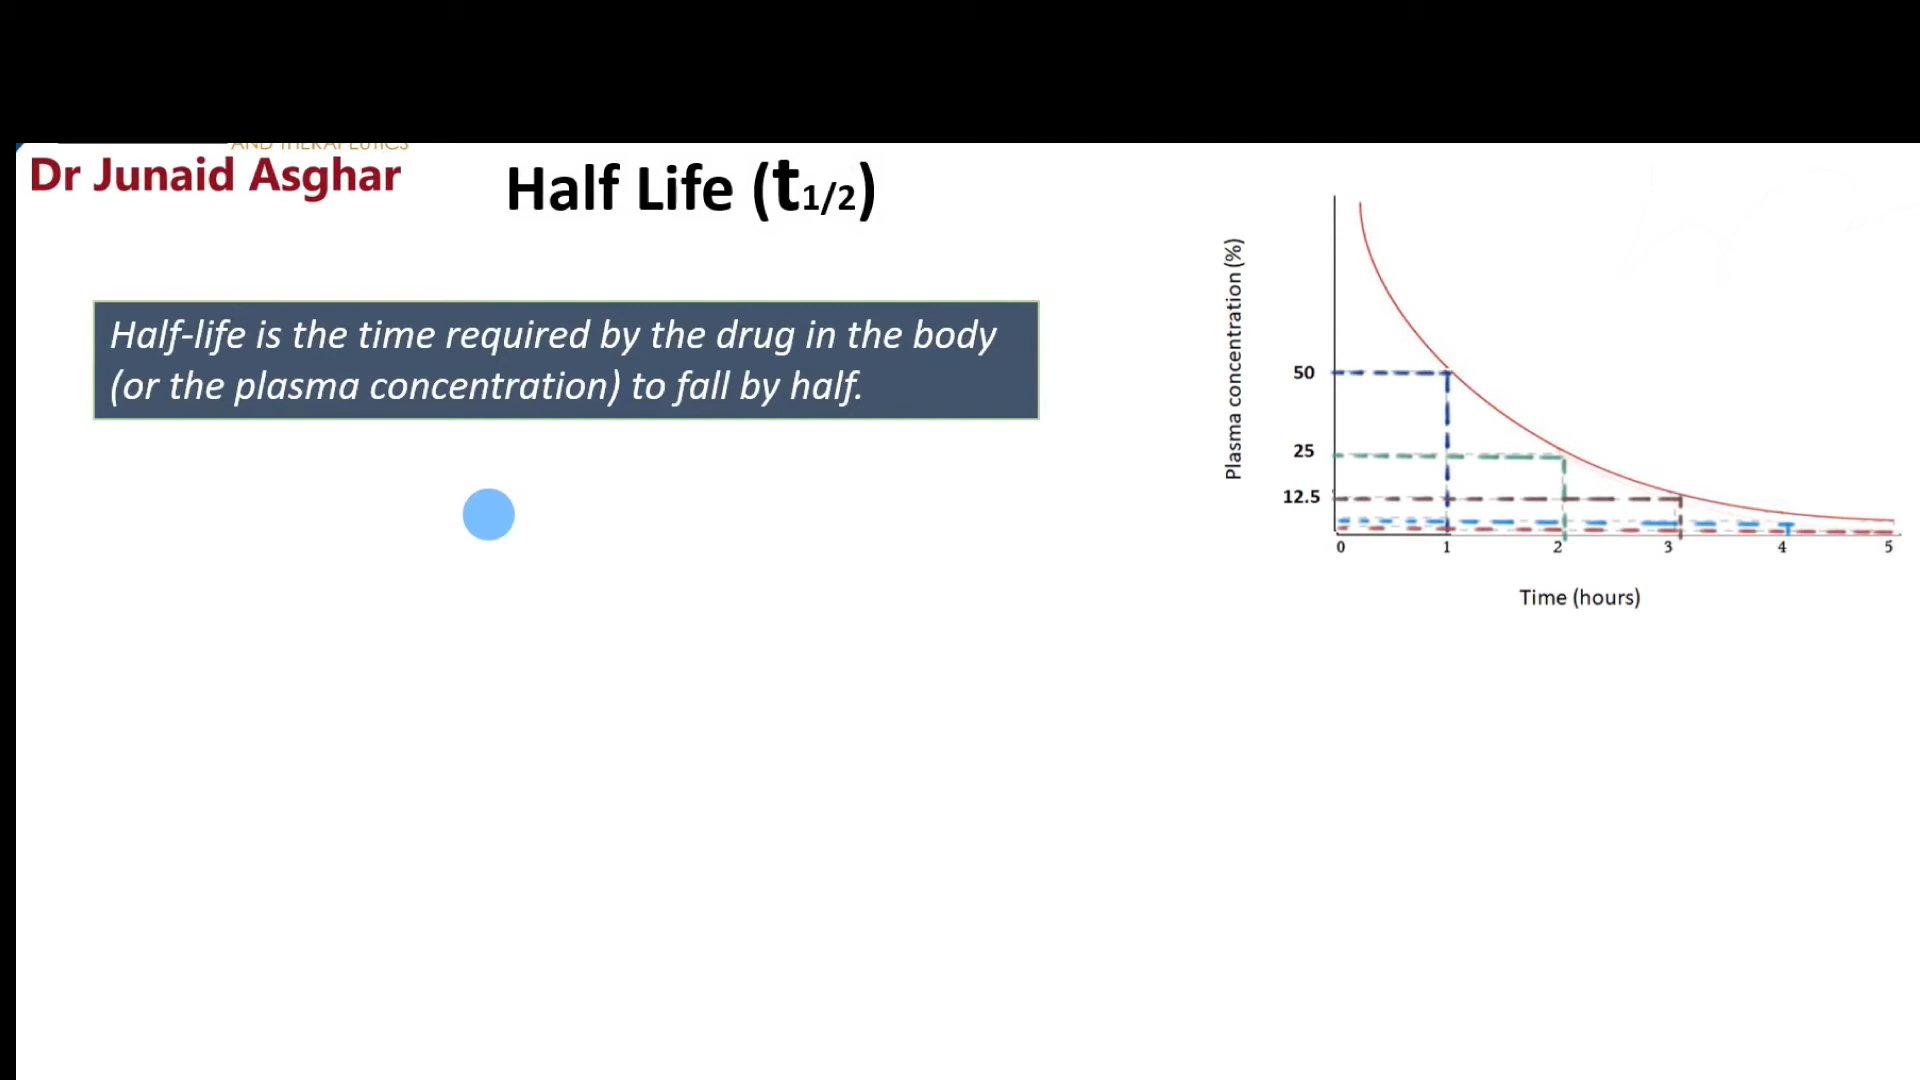 AND THERAPEUTICS
Dr Junaid Asghar
Half Life (t1/2)
Half-life is the time required by the drug in the body
(or the plasma concentration) to fall by half.
Plasma concentration (%)
50
25
12.5
0 1 2 3 4 5
Time (hours)